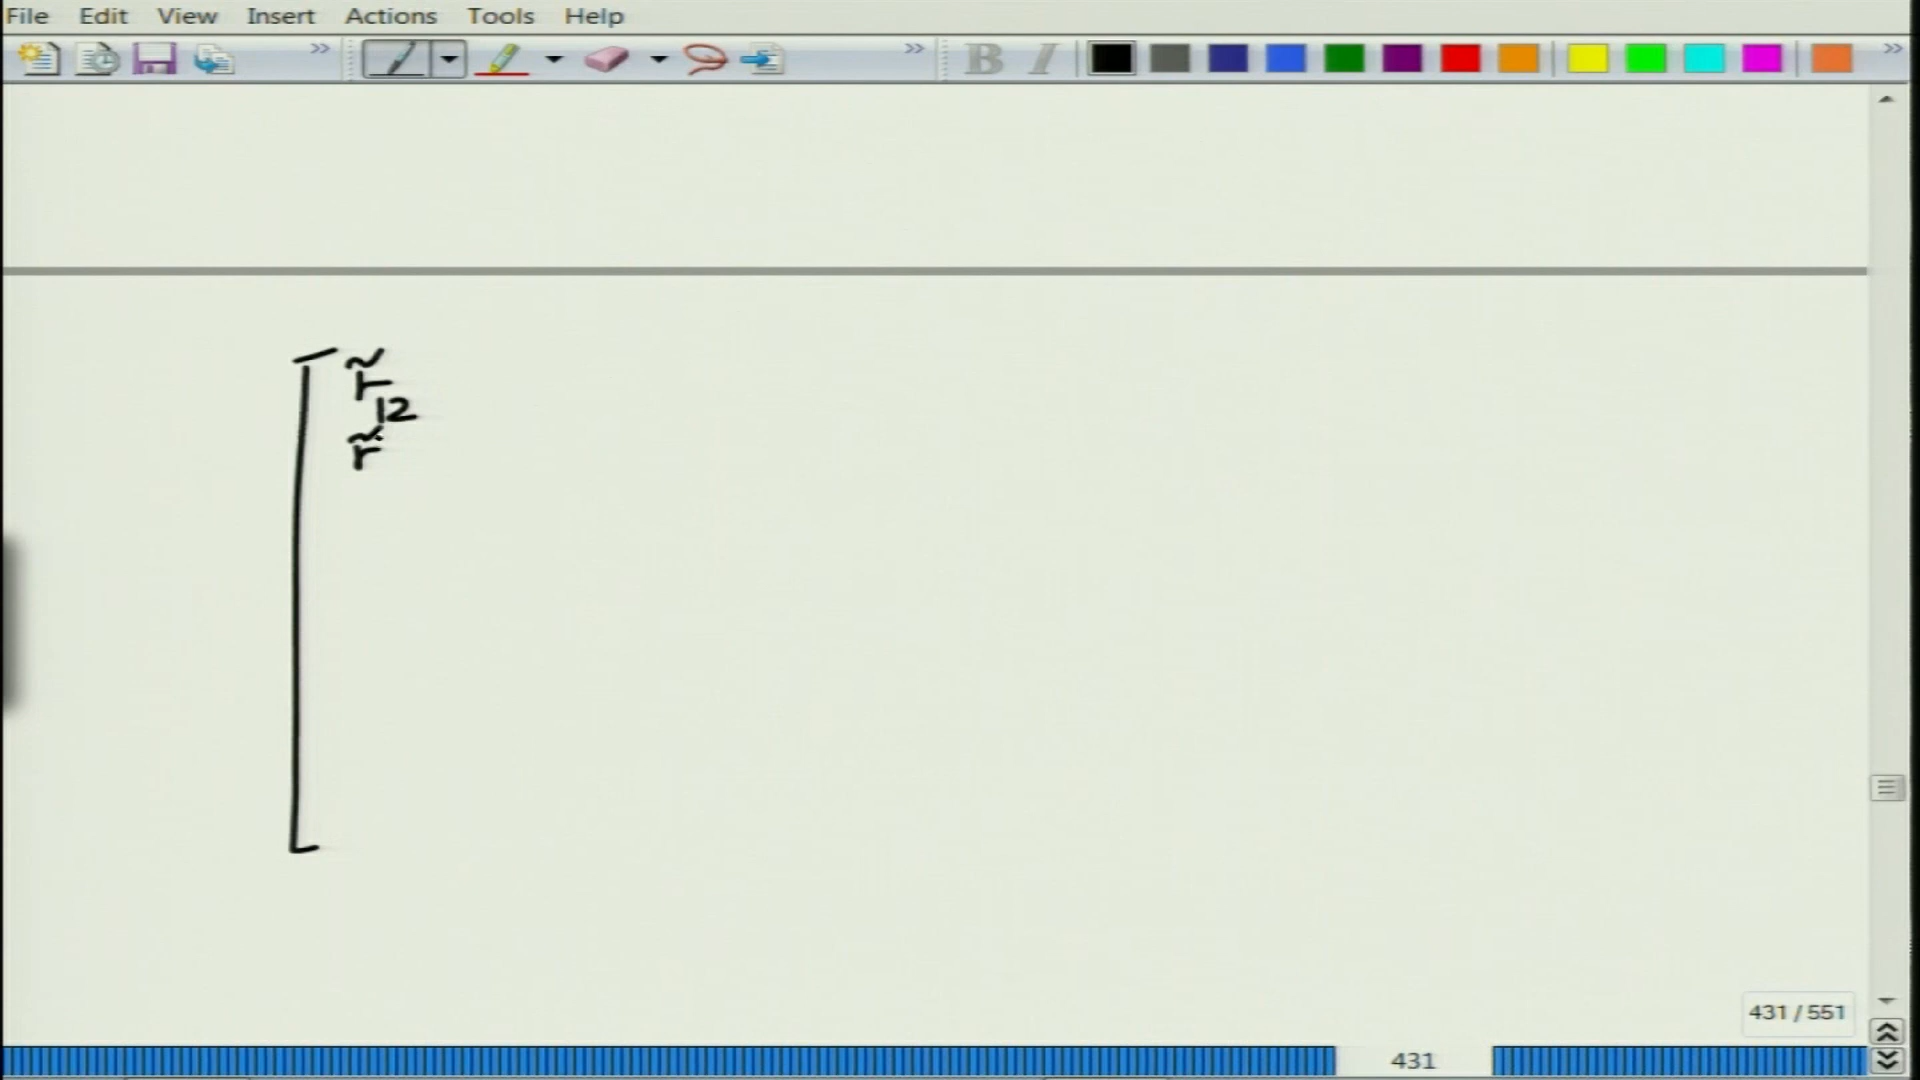 File Edit View Insert Actions Tools Help
B I
r̃12
r̃
431 / 551
431